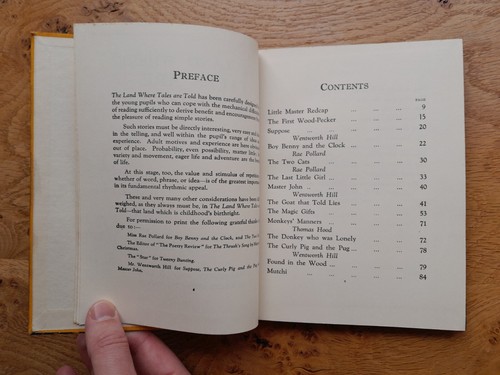 PREFACE
The Land Where Tales are Told has been carefully designed
the young pupils who can cope with the mechanical
of reading sufficiently to derive benefit and encouragement
the pleasure of reading simple stories.
Such stories must be directly interesting, very easy
in the telling, and well within the pupil's range of
experience. Adult motives and experience are
out of place. Probability, even possibility, matter
variety and movement, eager life and adventure are the
of all.
At this stage, too, the value and stimulus of
whether of word, phrase, or idea—is of the greatest
in its fundamental rhythmic appeal.
These and very many other considerations have been
weighed, as they always must be, in The Land Where
Told—that land which is childhood's birthright.
For permission to print the following grateful
due to:—
Miss Rae Pollard for Boy Benny and the Clock, and The Two
The Editor of "The Poetry Review" for The Thrush's Song
Christmas.
The "Star" for Tammy Banning.
Mr. Wentworth Hill for Suppose, The Curly Pig and the Pug
Master John.
CONTENTS
PAGE
Little Master Redcap .. .. .. 9
The First Wood-Pecker .. .. 15
Suppose .. .. .. .. 20
Wentworth Hill
Boy Benny and the Clock .. .. 22
Rae Pollard
The Two Cats .. .. .. 30
Rae Pollard
The Last Little Girl .. .. .. 33
Master John .. .. .. .. 40
Wentworth Hill
The Goat that Told Lies .. .. 41
The Magic Gifts .. .. .. 53
Monkeys' Manners .. .. .. 71
Thomas Hood
The Donkey who was Lonely .. .. 72
The Curly Pig and the Pug .. .. 78
Wentworth Hill
Found in the Wood .. .. .. 79
Mutchi .. .. .. .. 84